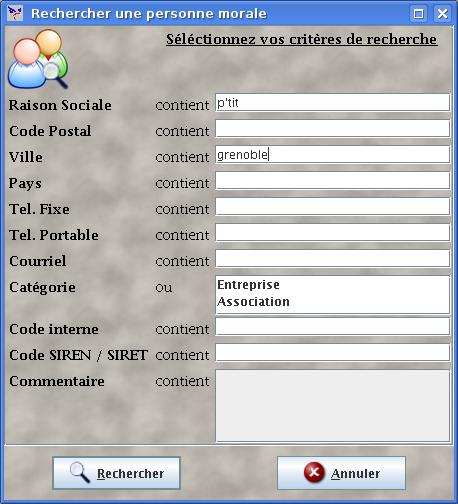 Rechercher une personne morale
Séléctionnez vos critères de recherche
Raison Sociale contient p'tit
Code Postal contient
Ville contient grenoble
Pays contient
Tel. Fixe contient
Tel. Portable contient
Courriel contient
Catégorie ou Entreprise
Association
Code interne contient
Code SIREN / SIRET contient
Commentaire contient
Rechercher Annuler